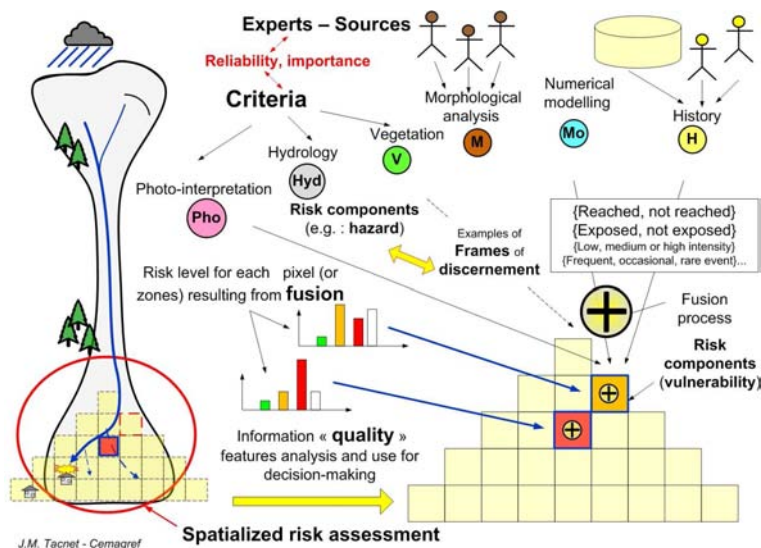 Experts – Sources
Reliability, importance
Criteria
Morphological
analysis
M
Numerical
modelling
Mo
History
H
Vegetation
V
Hydrology
Hyd
Photo-interpretation
Pho
Risk components
(e.g. : hazard)
Examples of
Frames of
discernement
{Reached, not reached}
{Exposed, not exposed}
{Low, medium or high intensity}
{Frequent, occasional, rare event}...
Risk level for each pixel (or
zones) resulting from fusion
Fusion
process
Risk
components
(vulnerability)
Information « quality »
features analysis and use for
decision-making
Spatialized risk assessment
J.M. Tacnet - Cemagref